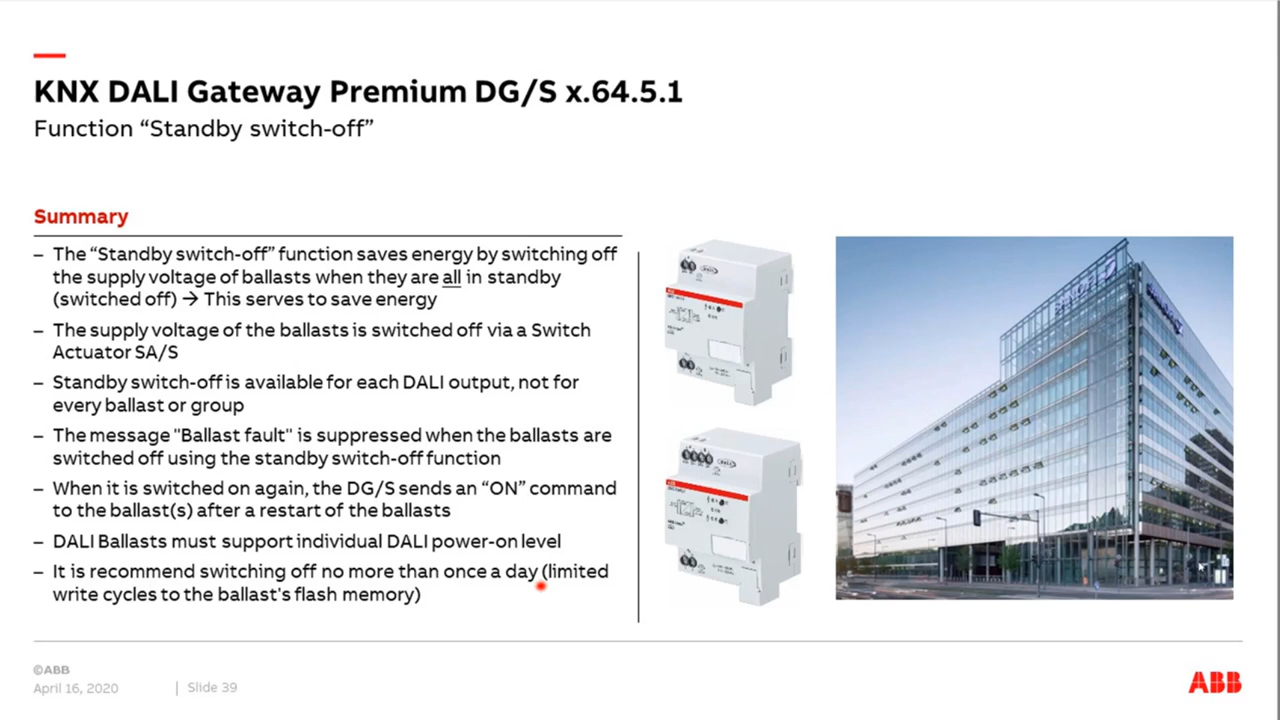 KNX DALI Gateway Premium DG/S x.64.5.1
Function “Standby switch-off”
Summary
– The “Standby switch-off” function saves energy by switching off
the supply voltage of ballasts when they are all in standby
(switched off) → This serves to save energy
– The supply voltage of the ballasts is switched off via a Switch
Actuator SA/S
– Standby switch-off is available for each DALI output, not for
every ballast or group
– The message "Ballast fault" is suppressed when the ballasts are
switched off using the standby switch-off function
– When it is switched on again, the DG/S sends an “ON” command
to the ballast(s) after a restart of the ballasts
– DALI Ballasts must support individual DALI power-on level
– It is recommend switching off no more than once a day (limited
write cycles to the ballast's flash memory)
©ABB
April 16, 2020 | Slide 39
ABB